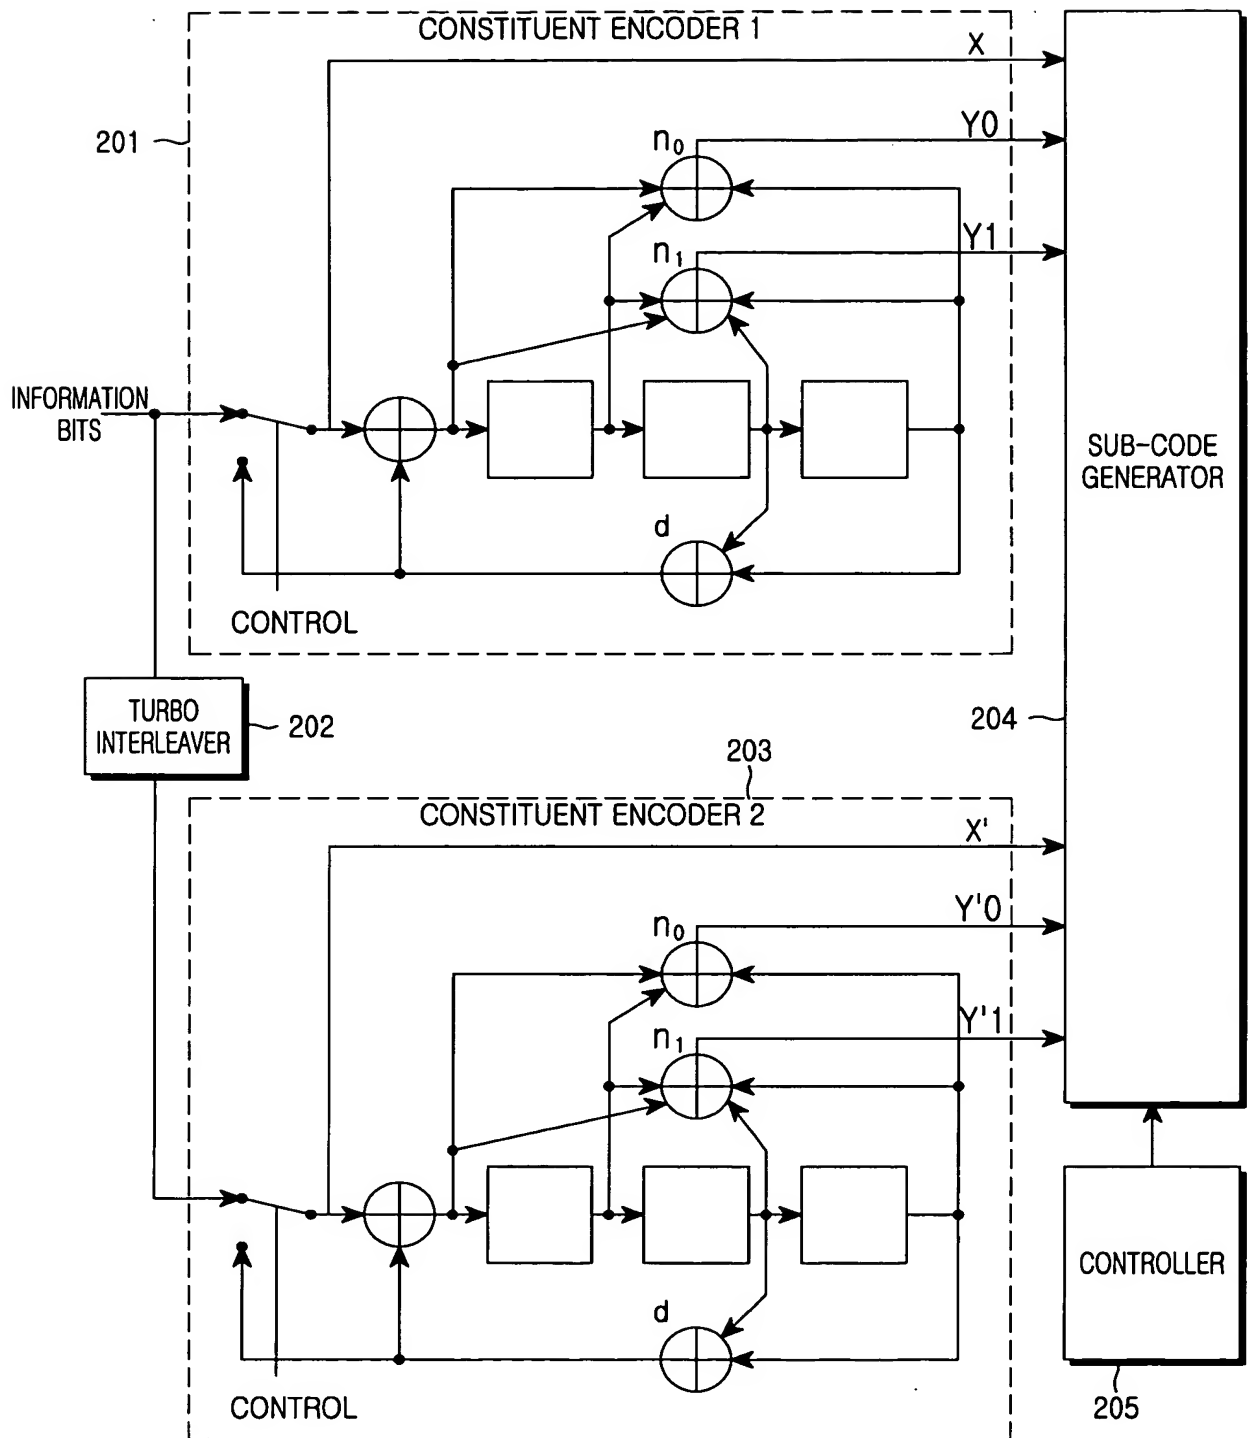 CONSTITUENT ENCODER 1
X
201
n₀
Y0
n₁
Y1
INFORMATION
BITS
SUB-CODE
GENERATOR
d
CONTROL
TURBO
INTERLEAVER
202
204
203
CONSTITUENT ENCODER 2
X'
n₀
Y'0
n₁
Y'1
CONTROLLER
d
CONTROL
205